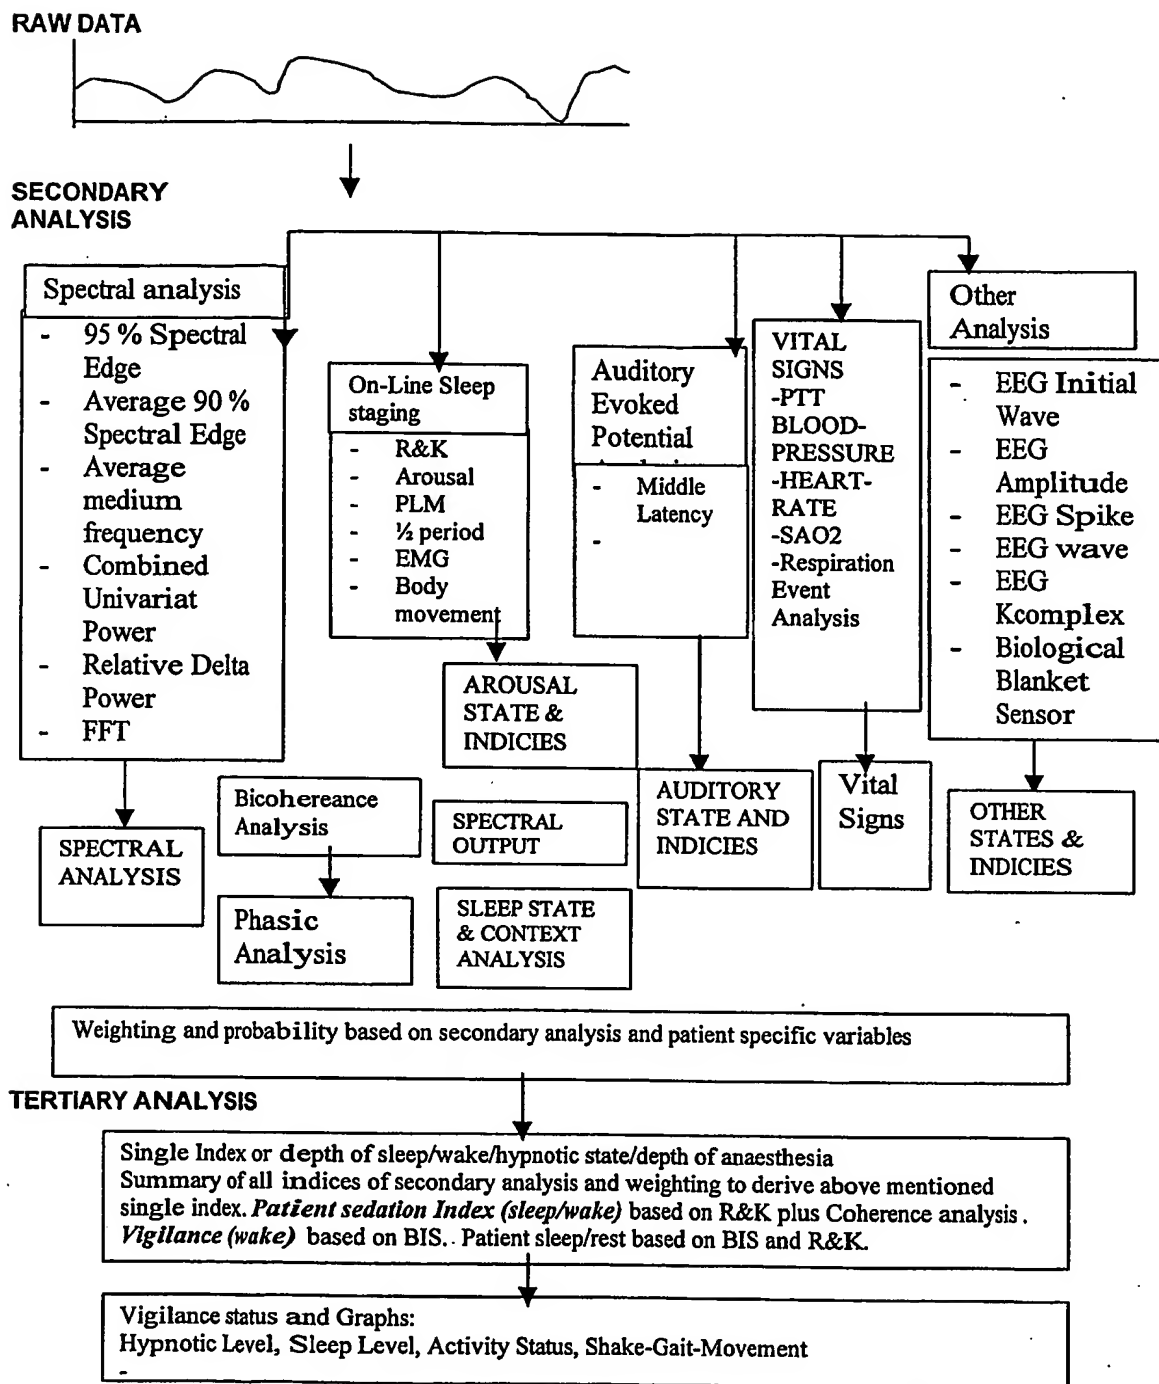 RAW DATA
SECONDARY
ANALYSIS
Spectral analysis
- 95 % Spectral
Edge
- Average 90 %
Spectral Edge
- Average
medium
frequency
- Combined
Univariat
Power
- Relative Delta
Power
- FFT
On-Line Sleep
staging
- R&K
- Arousal
- PLM
- ½ period
- EMG
- Body
movement
Auditory
Evoked
Potential
- Middle
Latency
-
VITAL
SIGNS
-PTT
BLOOD-
PRESSURE
-HEART-
RATE
-SAO2
-Respiration
Event
Analysis
Other
Analysis
- EEG Initial
Wave
- EEG
Amplitude
- EEG Spike
- EEG wave
- EEG
Kcomplex
- Biological
Blanket
Sensor
AROUSAL
STATE &
INDICIES
SPECTRAL
ANALYSIS
Bicohereance
Analysis
Phasic
Analysis
SPECTRAL
OUTPUT
SLEEP STATE
& CONTEXT
ANALYSIS
AUDITORY
STATE AND
INDICIES
Vital
Signs
OTHER
STATES &
INDICIES
Weighting and probability based on secondary analysis and patient specific variables
TERTIARY ANALYSIS
Single Index or depth of sleep/wake/hypnotic state/depth of anaesthesia
Summary of all indices of secondary analysis and weighting to derive above mentioned
single index. Patient sedation Index (sleep/wake) based on R&K plus Coherence analysis.
Vigilance (wake) based on BIS.. Patient sleep/rest based on BIS and R&K.
Vigilance status and Graphs:
Hypnotic Level, Sleep Level, Activity Status, Shake-Gait-Movement
-